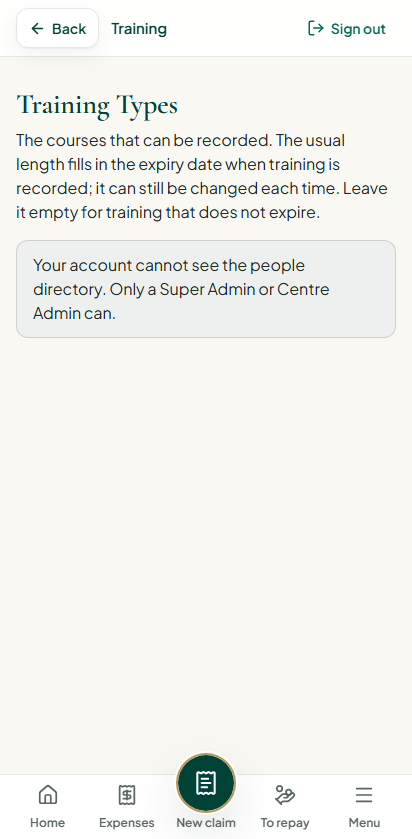 Back
Training
Sign out
Training Types
The courses that can be recorded. The usual
length fills in the expiry date when training is
recorded; it can still be changed each time. Leave
it empty for training that does not expire.
Your account cannot see the people
directory. Only a Super Admin or Centre
Admin can.
Home
Expenses
New claim
To repay
Menu